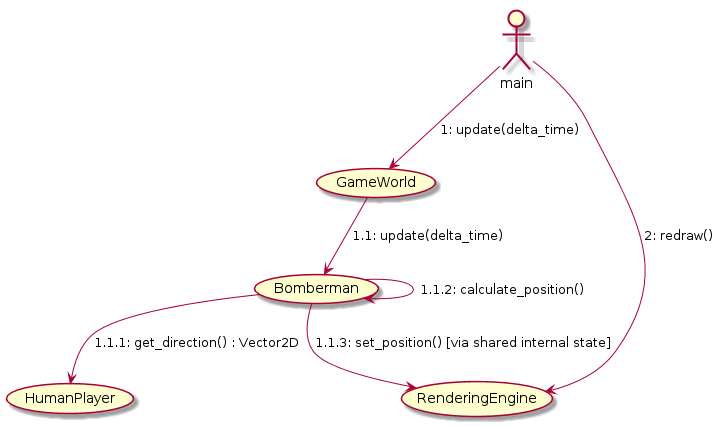 main
1: update(delta_time)
GameWorld
1.1: update(delta_time)
2: redraw()
Bomberman
1.1.2: calculate_position()
1.1.1: get_direction() : Vector2D
1.1.3: set_position() [via shared internal state]
HumanPlayer
RenderingEngine